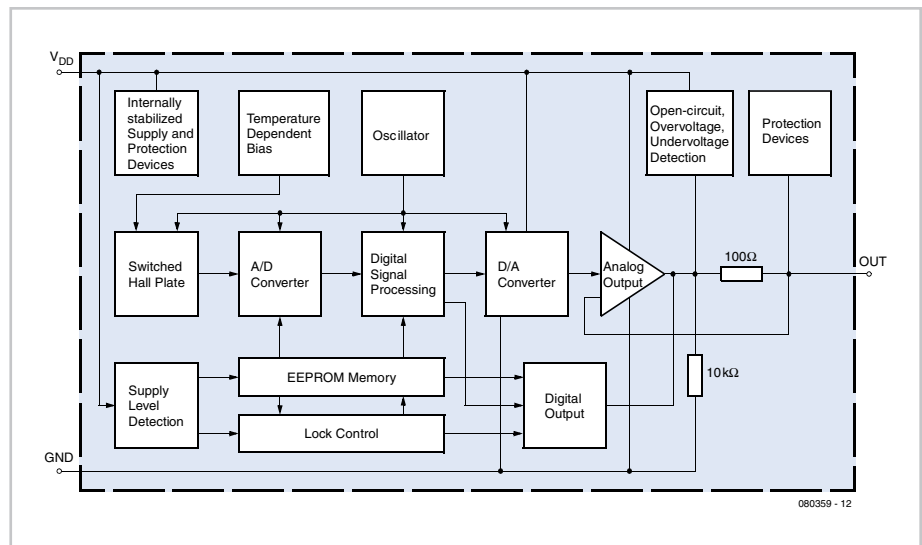 VDD
Internally
stabilized
Supply and
Protection
Devices
Temperature
Dependent
Bias
Oscillator
Open-circuit,
Overvoltage,
Undervoltage
Detection
Protection
Devices
Switched
Hall Plate
A/D
Converter
Digital
Signal
Processing
D/A
Converter
Analog
Output
100Ω
OUT
10kΩ
Supply
Level
Detection
EEPROM Memory
Lock Control
Digital
Output
GND
080359 - 12